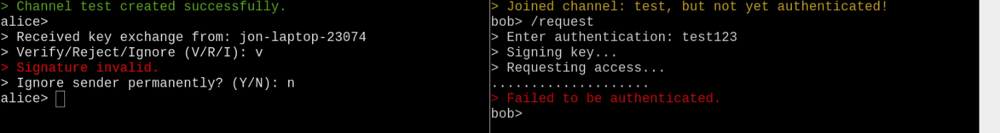 > Channel test created successfully.
alice>
> Received key exchange from: jon-laptop-23074
> Verify/Reject/Ignore (V/R/I): v
> Signature invalid.
> Ignore sender permanently? (Y/N): n
alice>
> Joined channel: test, but not yet authenticated!
bob> /request
> Enter authentication: test123
> Signing key...
> Requesting access...
.....................
> Failed to be authenticated.
bob>